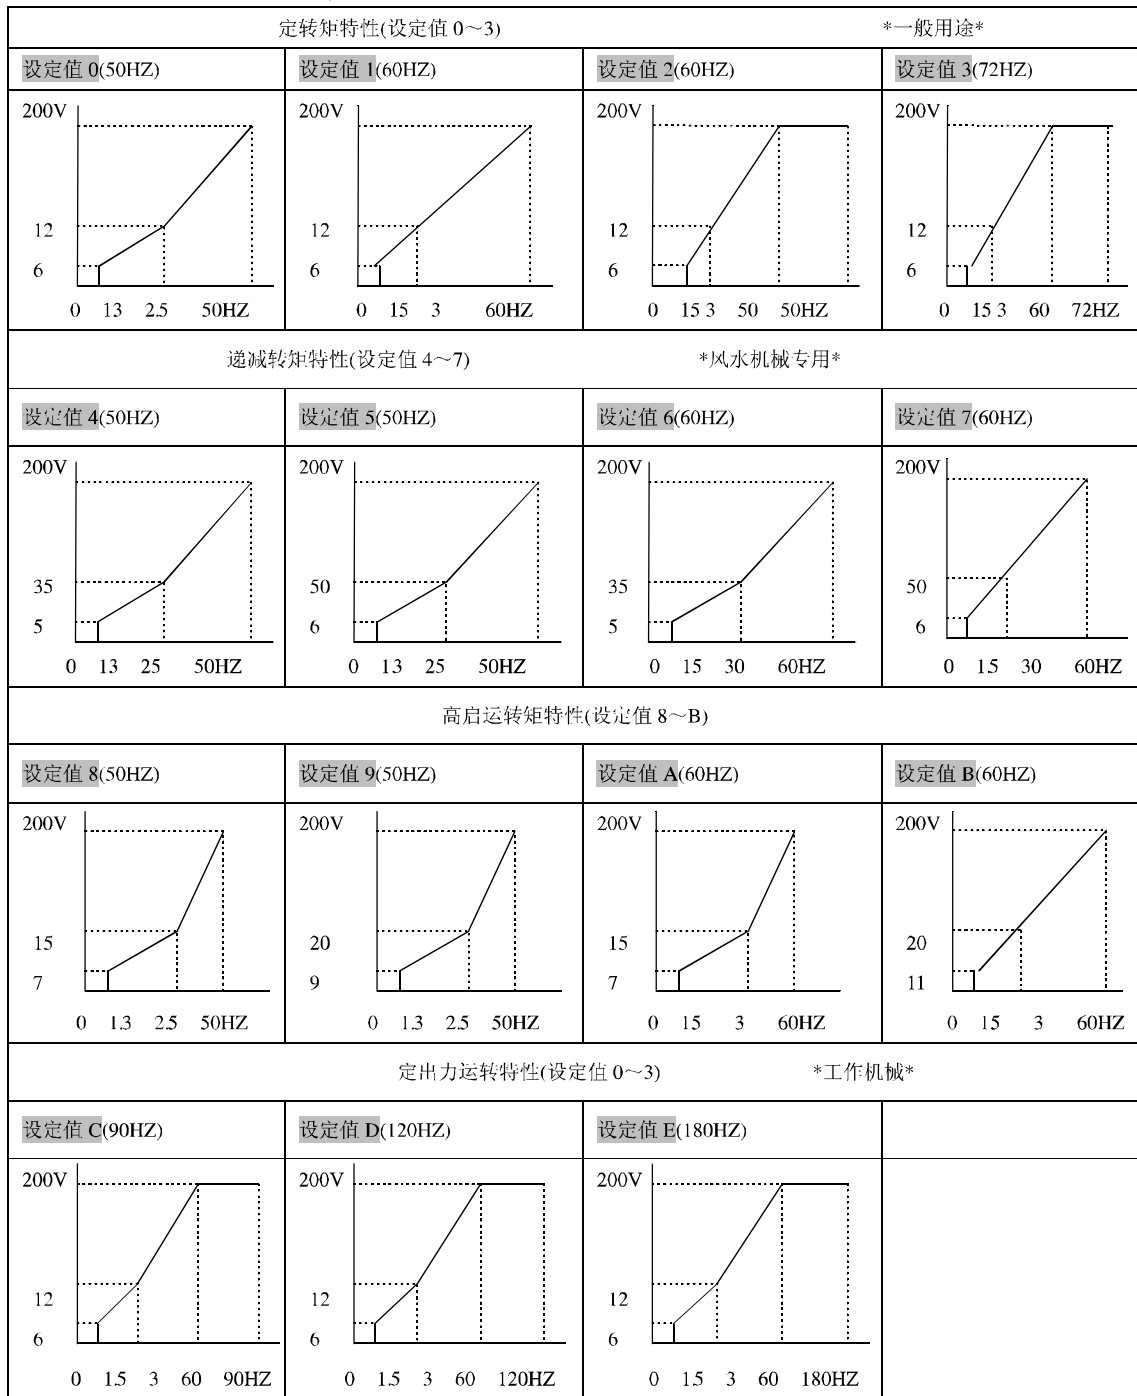 定转矩特性(设定值 0～3) *一般用途*
设定值 0(50HZ) 设定值 1(60HZ) 设定值 2(60HZ) 设定值 3(72HZ)
200V 200V 200V 200V
12 12 12 12
6 6 6 6
0 13 2.5 50HZ 0 15 3 60HZ 0 15 3 50 50HZ 0 15 3 60 72HZ
递减转矩特性(设定值 4～7) *风水机械专用*
设定值 4(50HZ) 设定值 5(50HZ) 设定值 6(60HZ) 设定值 7(60HZ)
200V 200V 200V 200V
35 50 35 50
5 6 5 6
0 13 25 50HZ 0 13 25 50HZ 0 15 30 60HZ 0 1.5 30 60HZ
高启运转矩特性(设定值 8～B)
设定值 8(50HZ) 设定值 9(50HZ) 设定值 A(60HZ) 设定值 B(60HZ)
200V 200V 200V 200V
15 20 15 20
7 9 7 11
0 1.3 2.5 50HZ 0 1.3 2.5 50HZ 0 15 3 60HZ 0 15 3 60HZ
定出力运转特性(设定值 0～3) *工作机械*
设定值 C(90HZ) 设定值 D(120HZ) 设定值 E(180HZ)
200V 200V 200V
12 12 12
6 6 6
0 1.5 3 60 90HZ 0 1.5 3 60 120HZ 0 1.5 3 60 180HZ